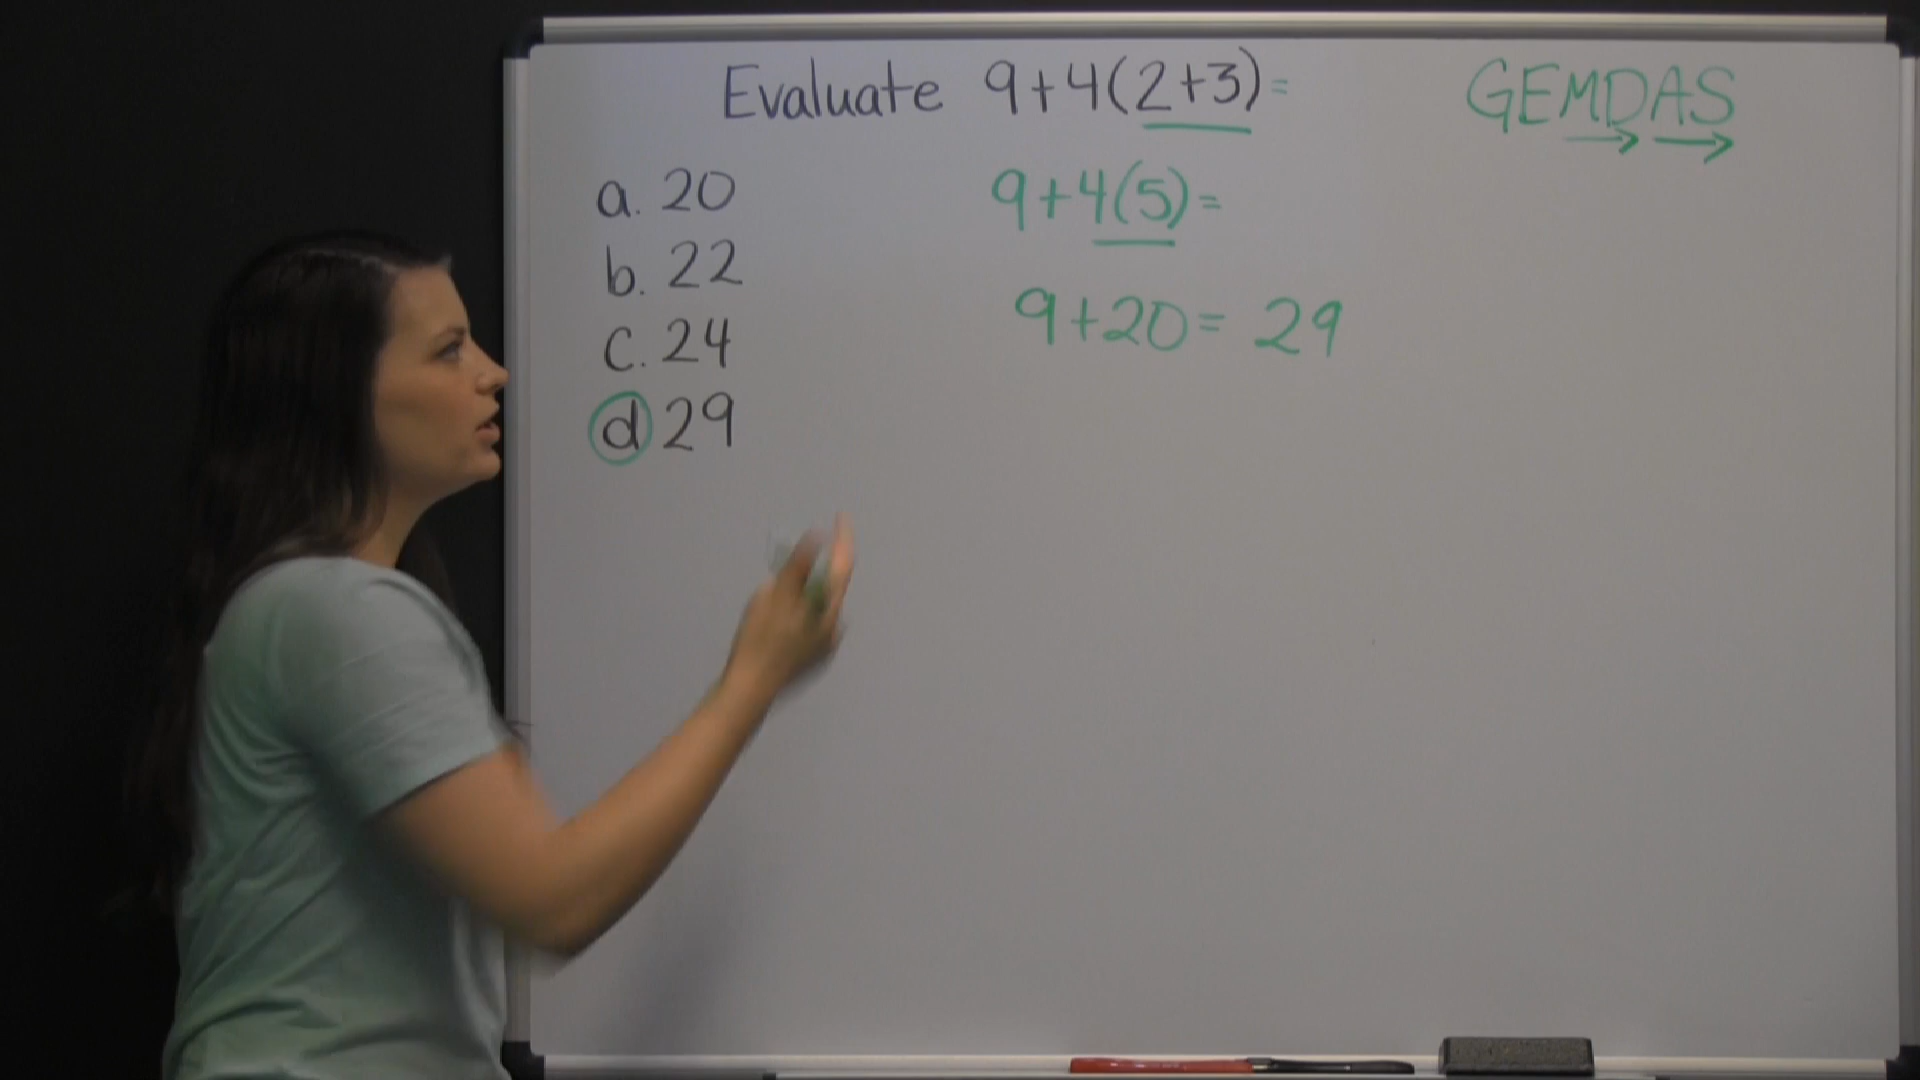 Evaluate 9+4(2+3)=
GEMDAS
a. 20
b. 22
c. 24
d 29
9+4(5)=
9+20= 29